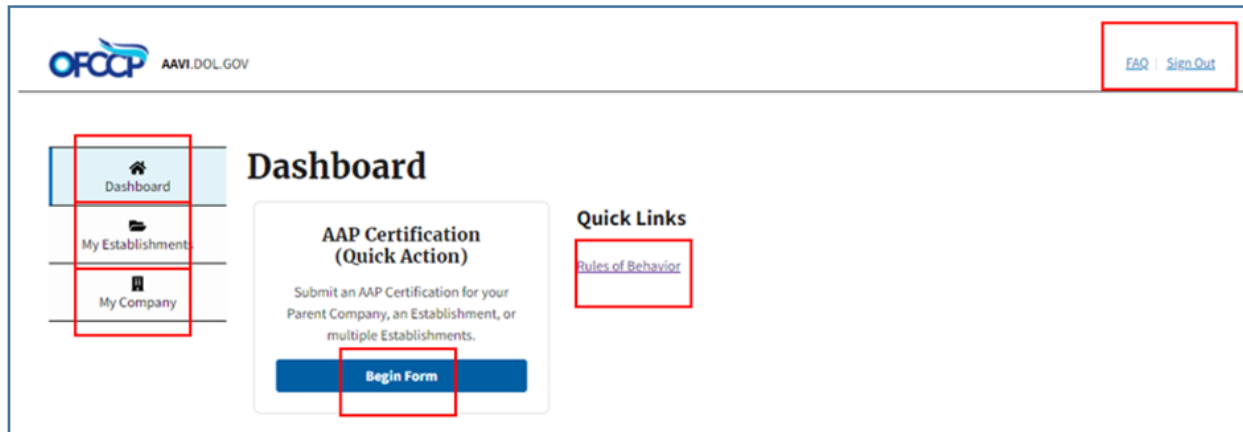 OFCCP AAVI.DOL.GOV
FAQ | Sign Out
Dashboard
My Establishments
My Company
Dashboard
AAP Certification
(Quick Action)
Submit an AAP Certification for your
Parent Company, an Establishment, or
multiple Establishments.
Begin Form
Quick Links
Rules of Behavior